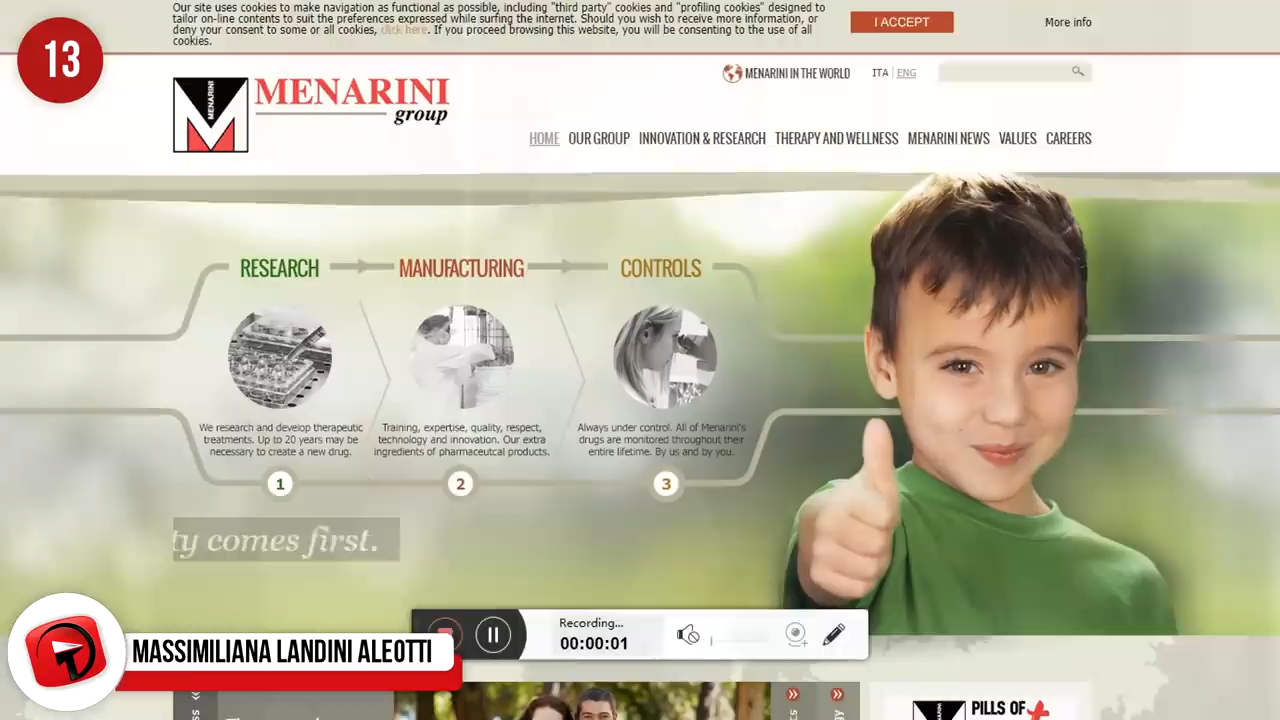 Our site uses cookies to make navigation as functional as possible, including "third party" cookies and "profiling cookies" designed to
tailor on-line contents to suit the preferences expressed while surfing the internet. Should you wish to receive more information, or
deny your consent to some or all cookies, click here. If you proceed browsing this website, you will be consenting to the use of all
cookies.
I ACCEPT
More info
13
MENARINI
MENARINI
group
MENARINI IN THE WORLD
ITA | ENG
HOME OUR GROUP INNOVATION & RESEARCH THERAPY AND WELLNESS MENARINI NEWS VALUES CAREERS
RESEARCH
MANUFACTURING
CONTROLS
We research and develop therapeutic
treatments. Up to 20 years may be
necessary to create a new drug.
Training, expertise, quality, respect,
technology and innovation. Our extra
ingredients of pharmaceutcal products.
Always under control. All of Menarini's
drugs are monitored throughout their
entire lifetime. By us and by you.
1
2
3
ty comes first.
Recording...
00:00:01
MASSIMILIANA LANDINI ALEOTTI
PILLS OF